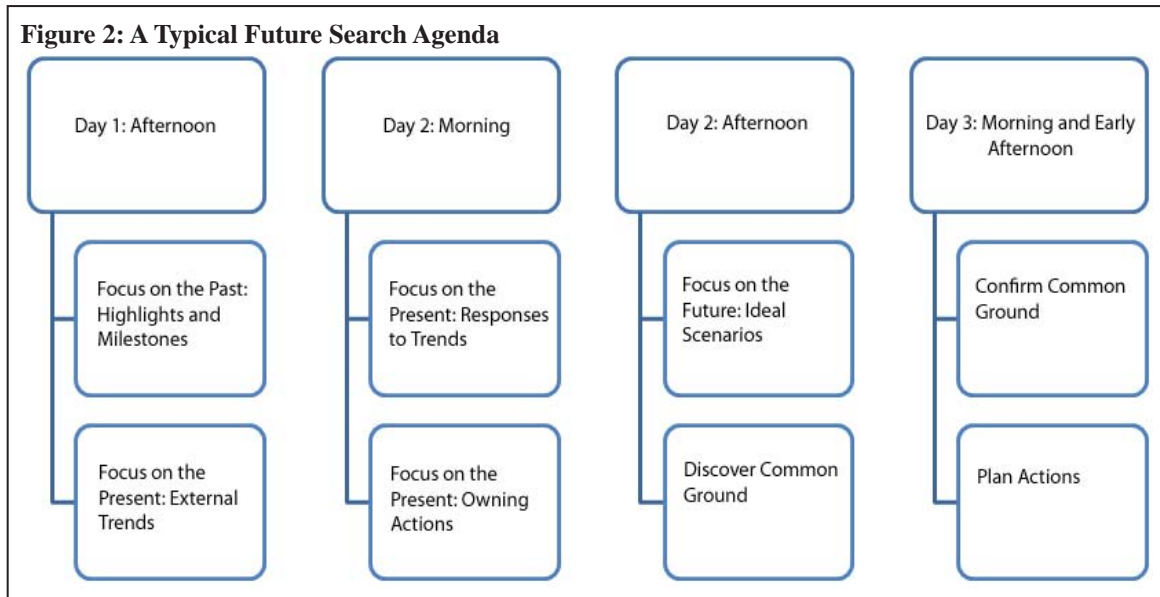 Figure 2: A Typical Future Search Agenda
Day 1: Afternoon
Focus on the Past:
Highlights and
Milestones
Focus on the
Present: External
Trends
Day 2: Morning
Focus on the
Present: Responses
to Trends
Focus on the
Present: Owning
Actions
Day 2: Afternoon
Focus on the
Future: Ideal
Scenarios
Discover Common
Ground
Day 3: Morning and Early
Afternoon
Confirm Common
Ground
Plan Actions